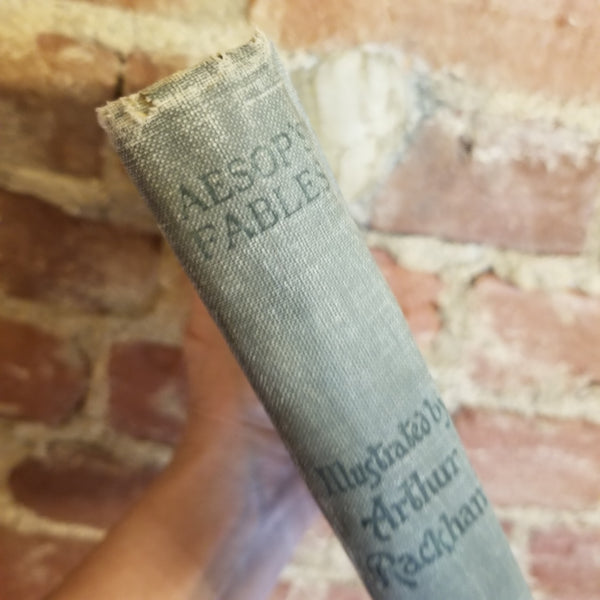 AESOP'S
FABLES
Illustrated by
Arthur
Rackham